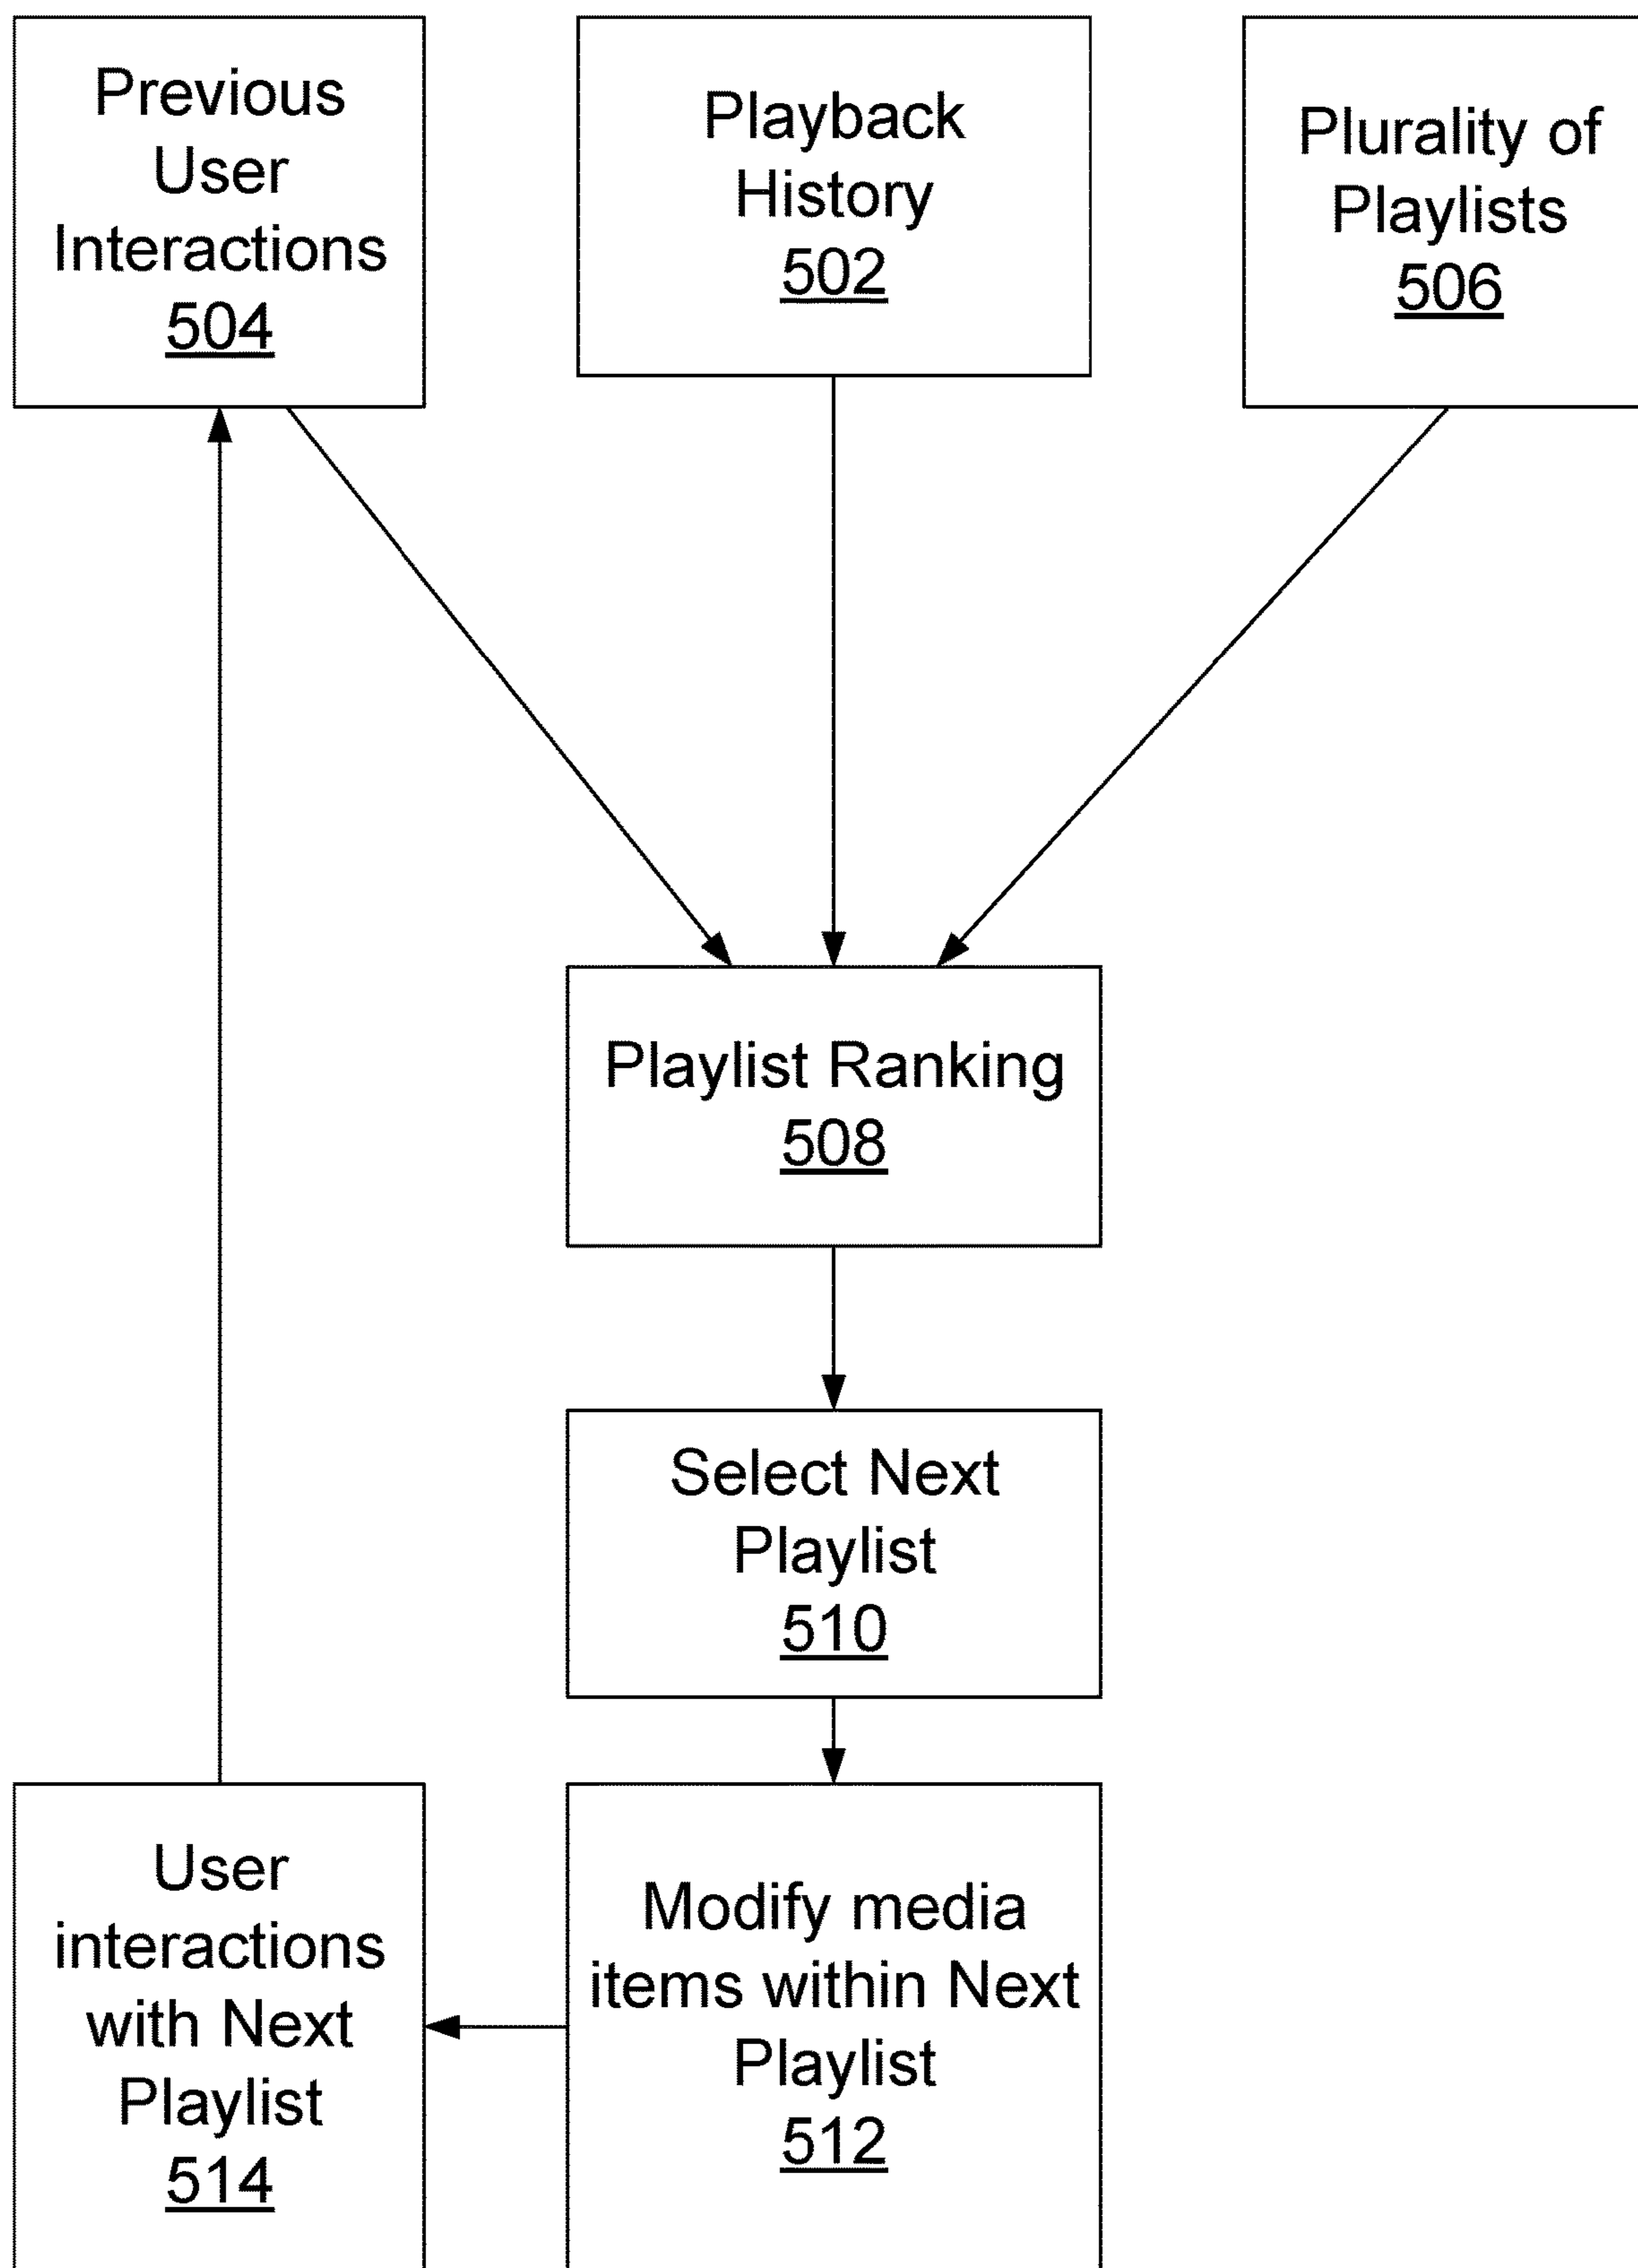 Previous
User
Interactions
504
Playback
History
502
Plurality of
Playlists
506
Playlist Ranking
508
Select Next
Playlist
510
User
interactions
with Next
Playlist
514
Modify media
items within Next
Playlist
512